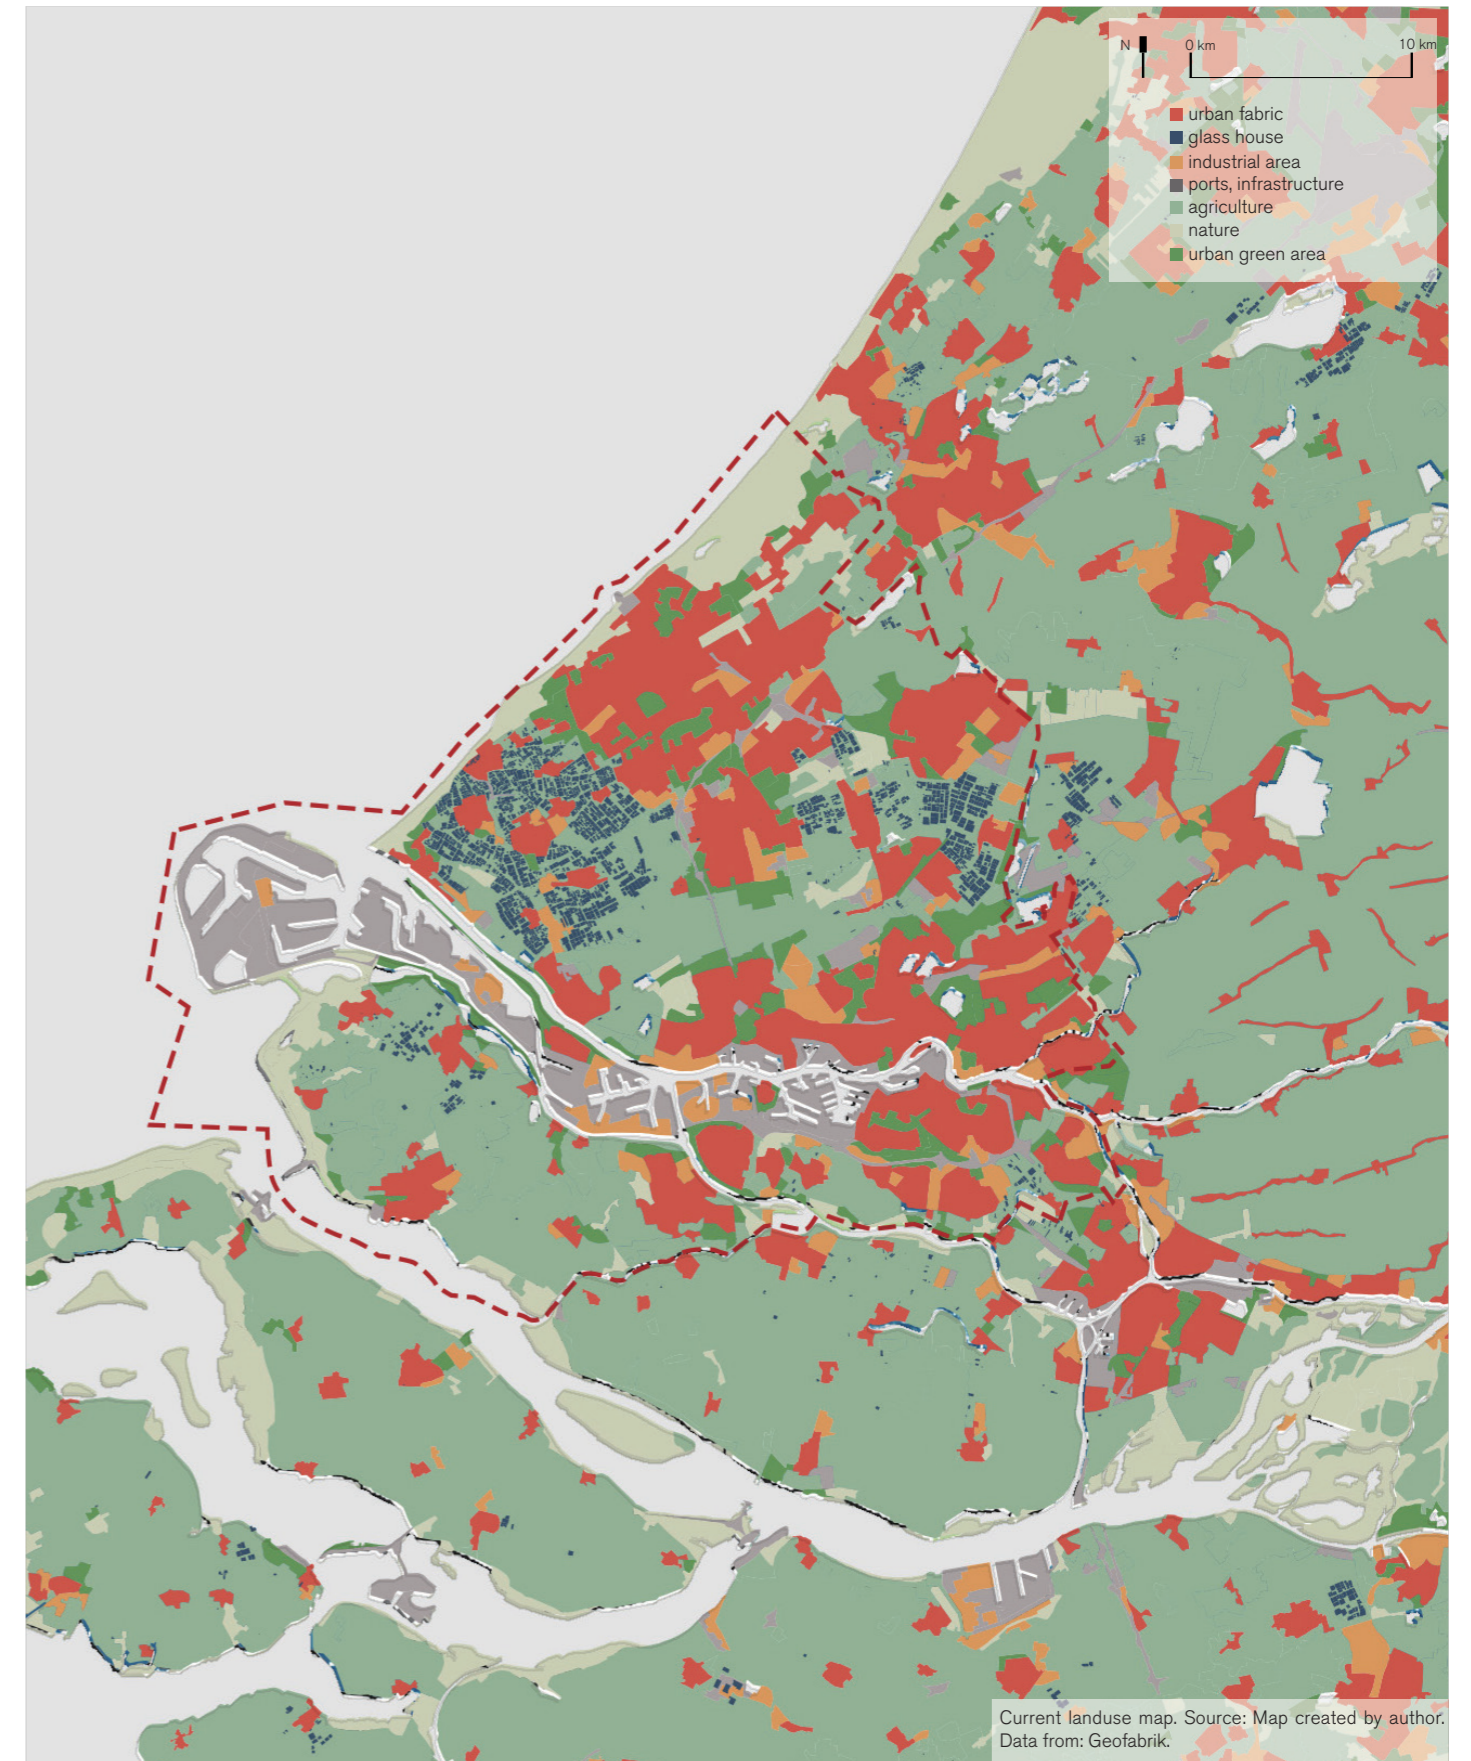 N 0 km 10 km
urban fabric
glass house
industrial area
ports, infrastructure
agriculture
nature
urban green area
Current landuse map. Source: Map created by author.
Data from: Geofabrik.